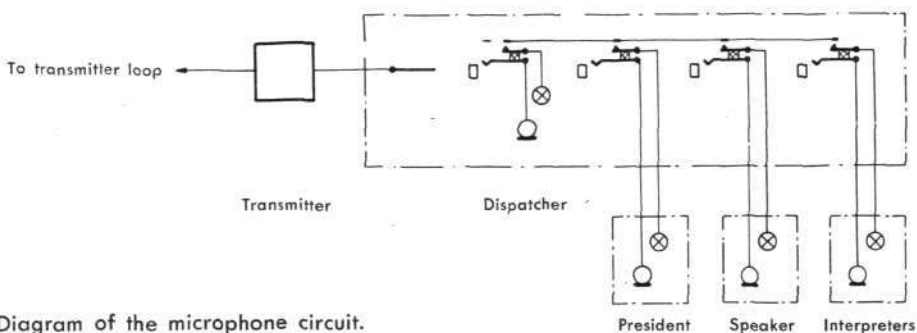 To transmitter loop
Transmitter
Dispatcher
Diagram of the microphone circuit.
President
Speaker
Interpreters